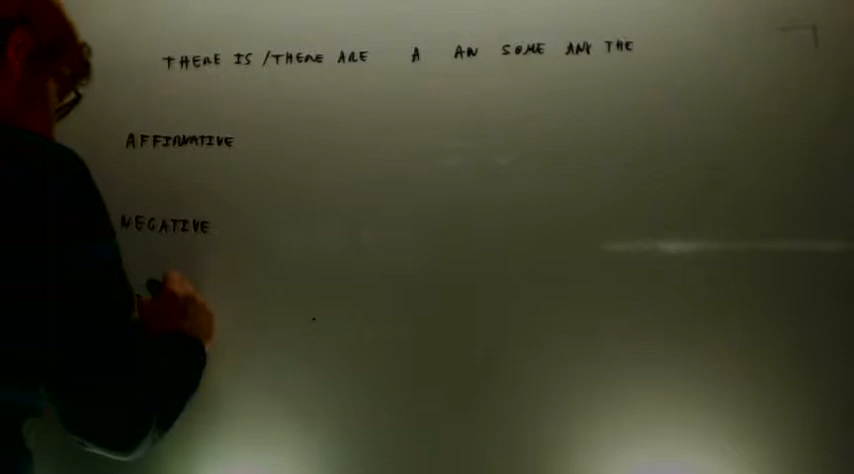 THERE IS / THERE ARE A AN SOME ANY THE
AFFIRMATIVE
NEGATIVE